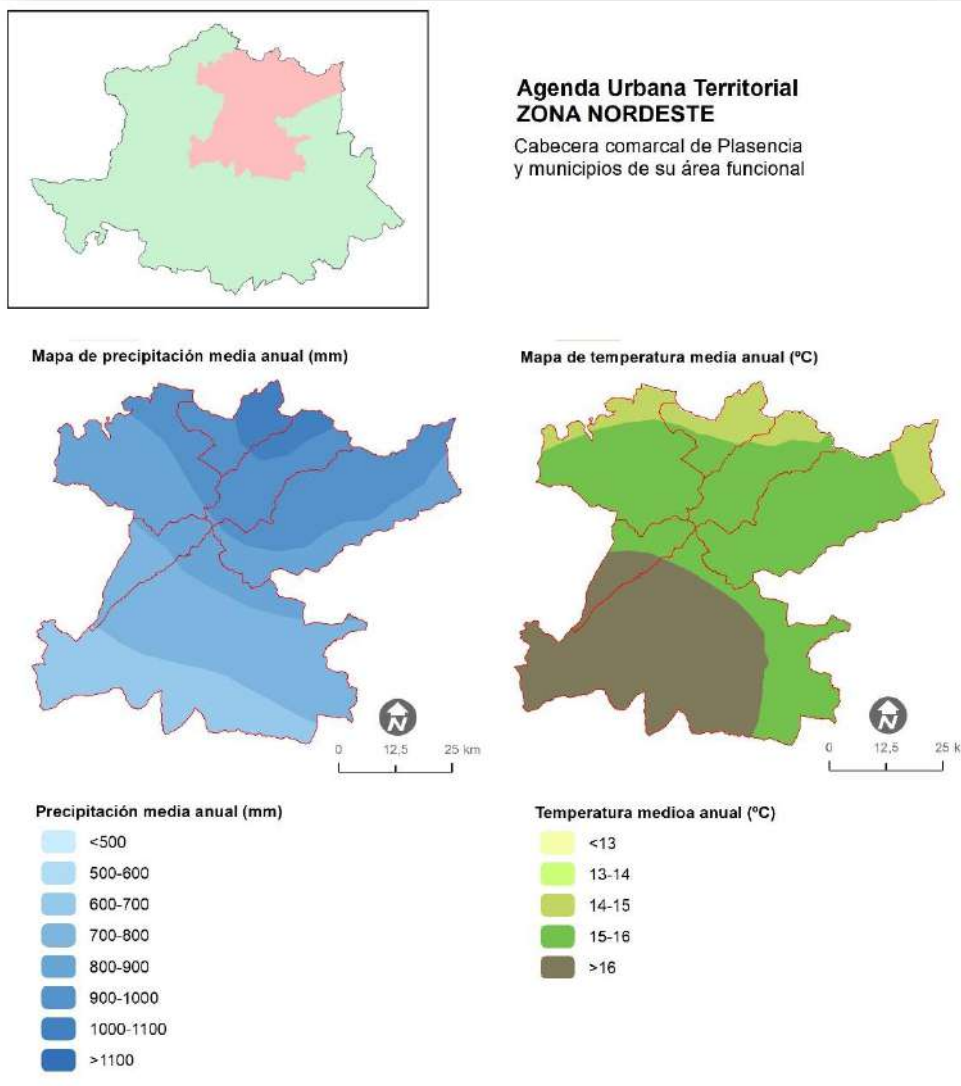 Agenda Urbana Territorial
ZONA NORDESTE
Cabecera comarcal de Plasencia
y municipios de su área funcional
Mapa de precipitación media anual (mm)
N
0 12,5 25 km
Mapa de temperatura media anual (ºC)
N
0 12,5 25 k
Precipitación media anual (mm)
<500
500-600
600-700
700-800
800-900
900-1000
1000-1100
>1100
Temperatura medioa anual (ºC)
<13
13-14
14-15
15-16
>16